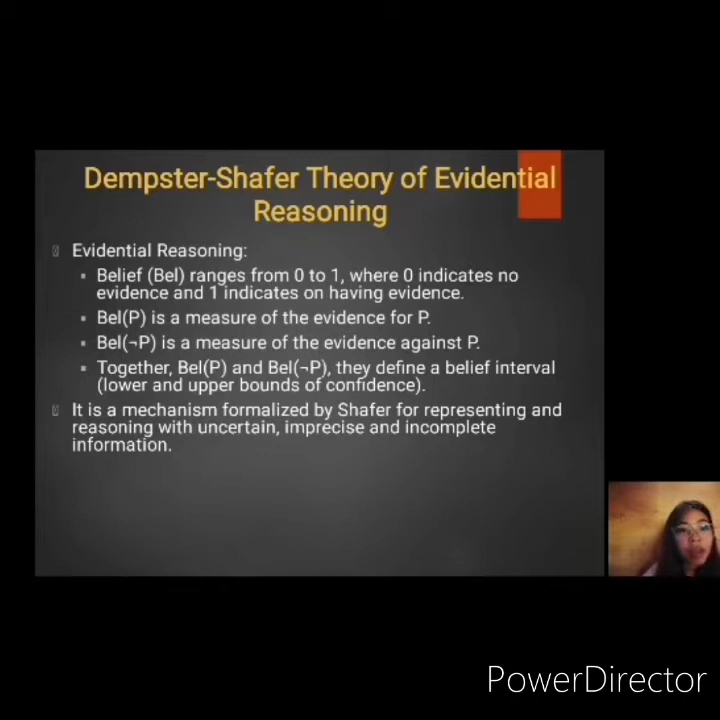 Dempster-Shafer Theory of Evidential
Reasoning
Evidential Reasoning:
▪ Belief (Bel) ranges from 0 to 1, where 0 indicates no
evidence and 1 indicates on having evidence.
▪ Bel(P) is a measure of the evidence for P.
▪ Bel(¬P) is a measure of the evidence against P.
▪ Together, Bel(P) and Bel(¬P), they define a belief interval
(lower and upper bounds of confidence).
It is a mechanism formalized by Shafer for representing and
reasoning with uncertain, imprecise and incomplete
information.
PowerDirector